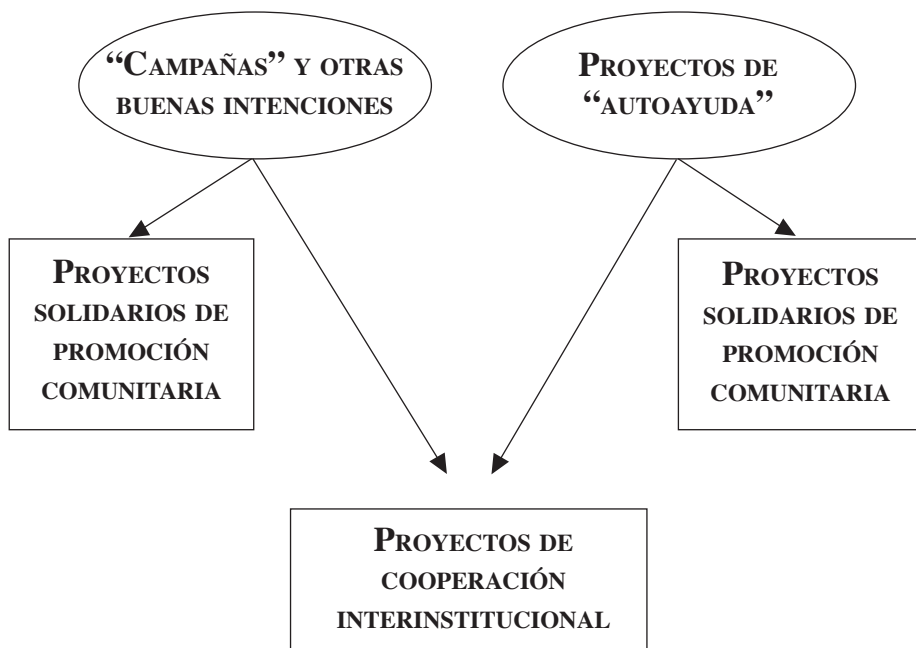 “CAMPAÑAS” Y OTRAS
BUENAS INTENCIONES
PROYECTOS DE
“AUTOAYUDA”
PROYECTOS
SOLIDARIOS DE
PROMOCIÓN
COMUNITARIA
PROYECTOS
SOLIDARIOS DE
PROMOCIÓN
COMUNITARIA
PROYECTOS DE
COOPERACIÓN
INTERINSTITUCIONAL